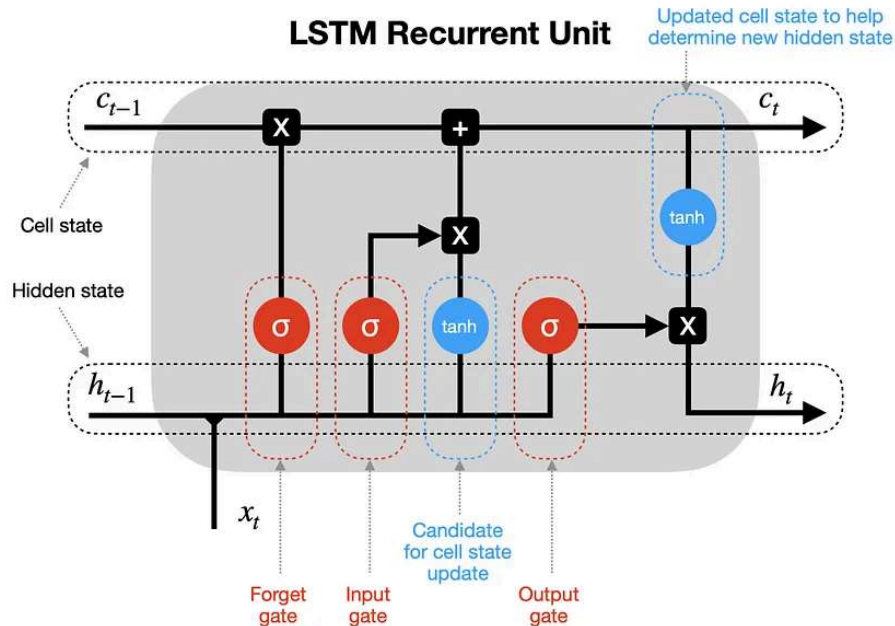 LSTM Recurrent Unit
Updated cell state to help
determine new hidden state
c_{t-1}
c_t
X
+
Cell state
tanh
X
Hidden state
σ
σ
tanh
σ
X
h_{t-1}
h_t
x_t
Candidate
for cell state
update
Forget
gate
Input
gate
Output
gate